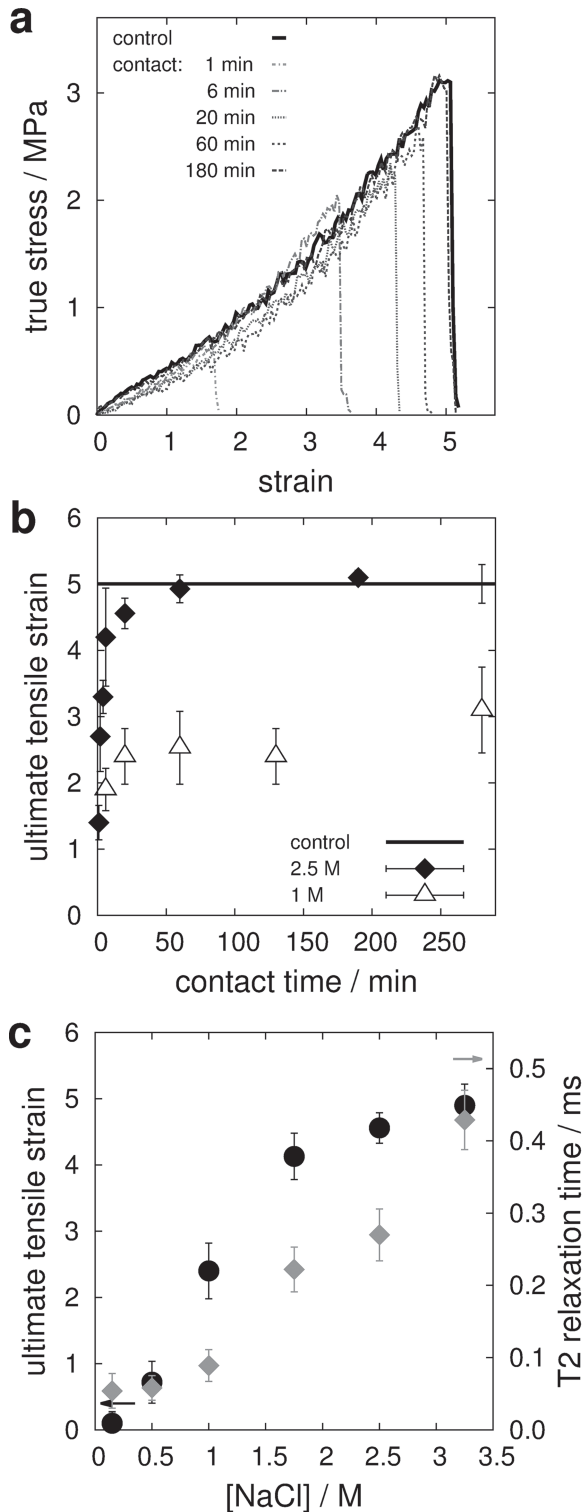 a
control
contact: 1 min
6 min
20 min
60 min
180 min
true stress / MPa
3
2
1
0
0 1 2 3 4 5
strain
b
ultimate tensile strain
6
5
4
3
2
1
0
control
2.5 M
1 M
0 50 100 150 200 250
contact time / min
c
ultimate tensile strain
6
5
4
3
2
1
0
0.5
0.4
0.3
0.2
0.1
0.0
T2 relaxation time / ms
0 0.5 1 1.5 2 2.5 3 3.5
[NaCl] / M